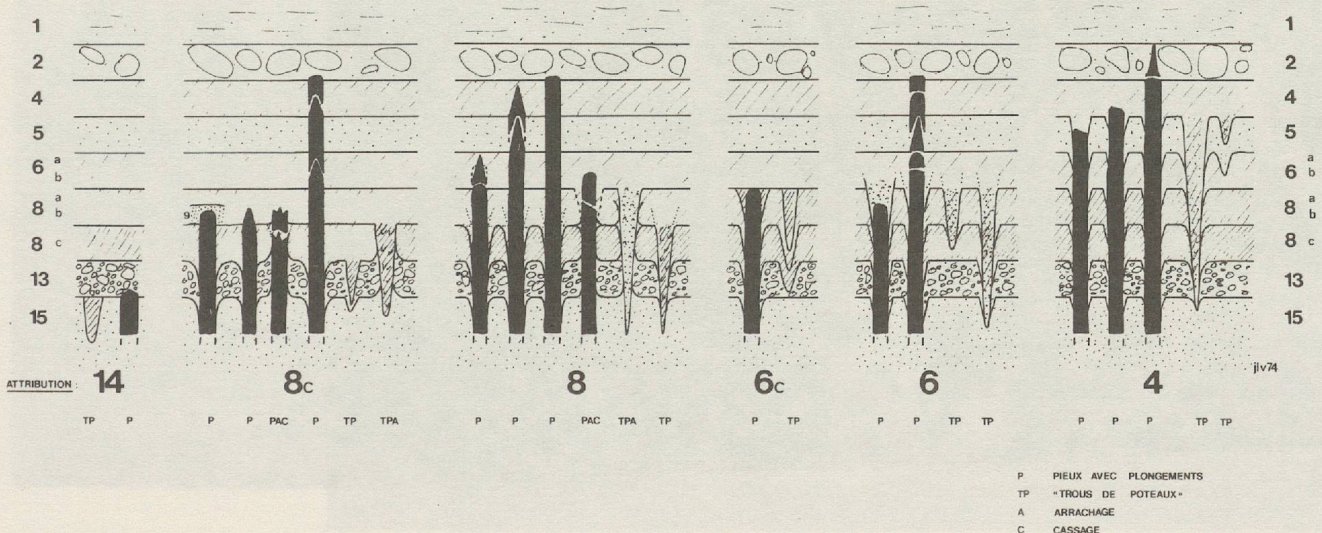 1 1
2 2
4 4
5 5
6 a b 6 a b
8 a b 9 8 a b
8 c 8 c
13 13
15 15
jlv74
ATTRIBUTION : 14 8c 8 6c 6 4
TP P P P PAC P TP TPA P P P PAC TPA TP P TP P P TP TP P P P TP TP
P PIEUX AVEC PLONGEMENTS
TP "TROUS DE POTEAUX"
A ARRACHAGE
C CASSAGE